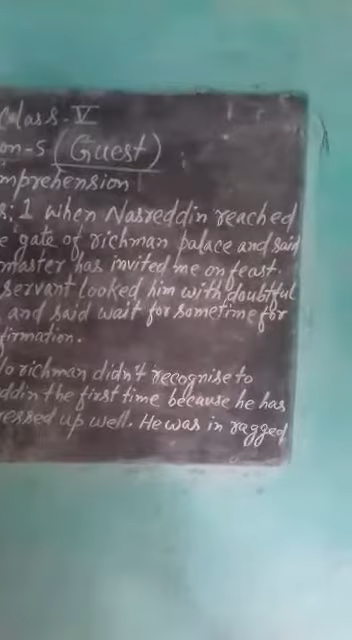 Class-V
on-5 (Guest)
mprehension
s; 1 when Nasreddin reached
e gate of richman palace and said
master has invited me on feast.
servant looked him with doubtful
and said wait for sometime for
firmation.
o richman didn't recognise to
ddin the first time because he has
ressed up well. He was in ragged